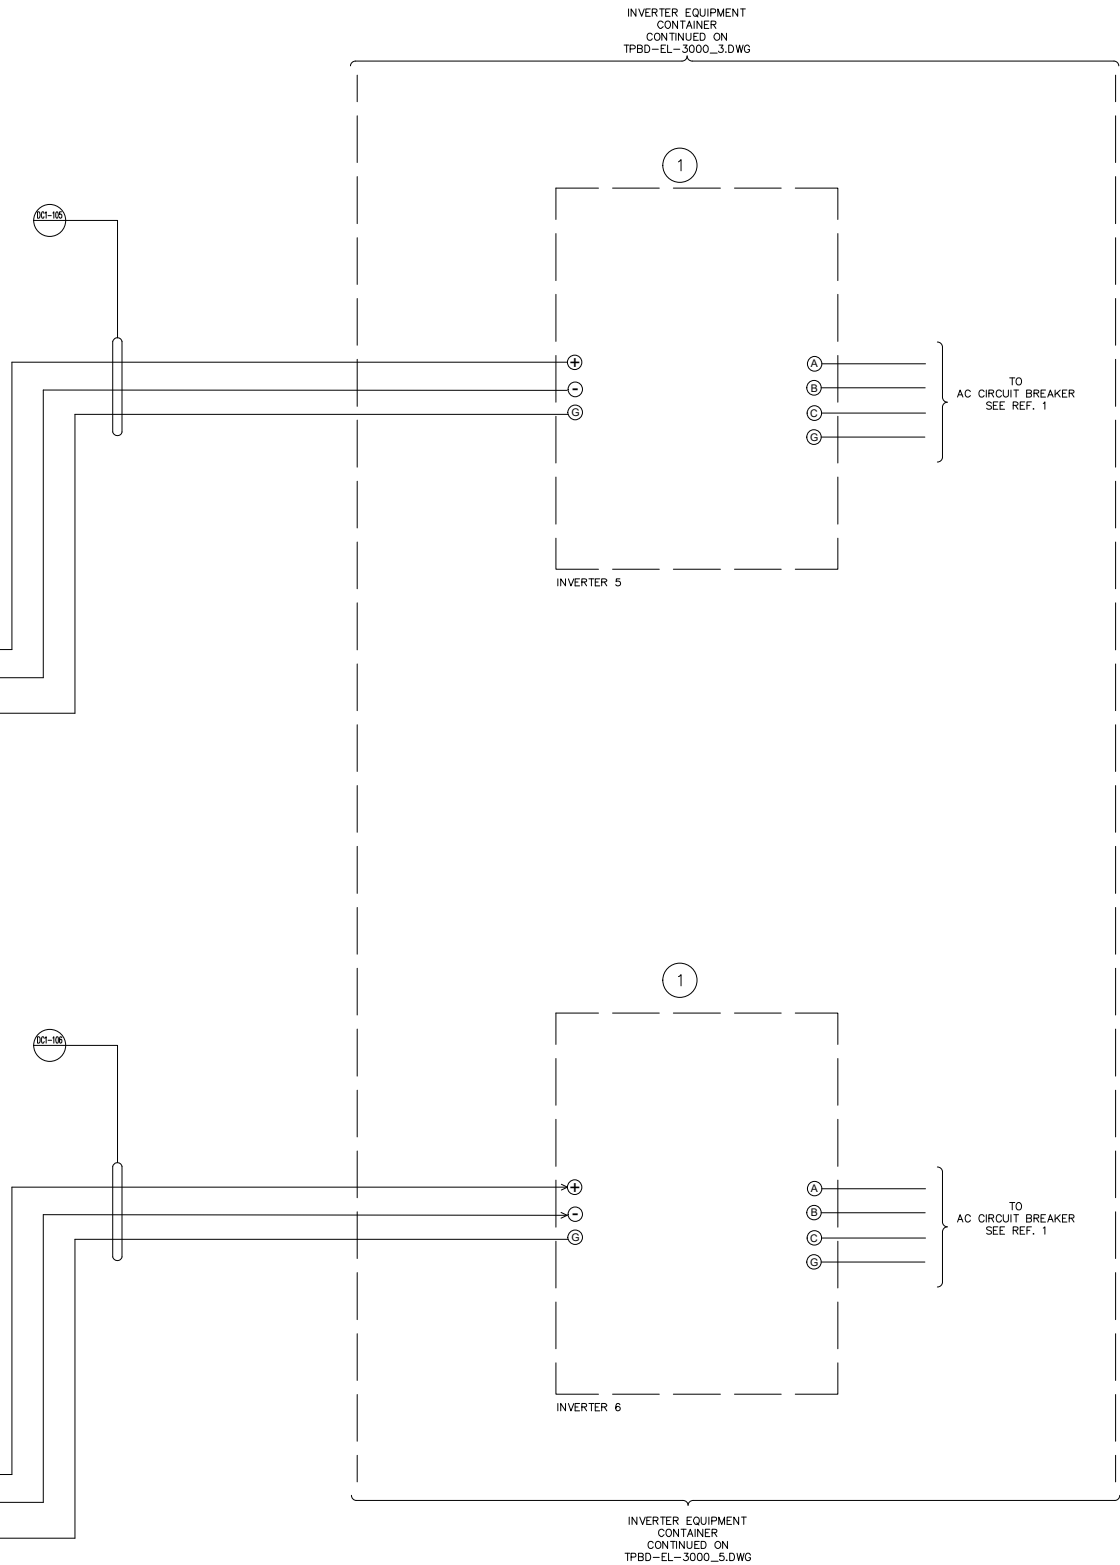 INVERTER EQUIPMENT
CONTAINER
CONTINUED ON
TPBD-EL-3000_3.DWG
1
DC1-105
+
-
G
A
B
C
G
TO
AC CIRCUIT BREAKER
SEE REF. 1
INVERTER 5
1
DC1-106
+
-
G
A
B
C
G
TO
AC CIRCUIT BREAKER
SEE REF. 1
INVERTER 6
INVERTER EQUIPMENT
CONTAINER
CONTINUED ON
TPBD-EL-3000_5.DWG